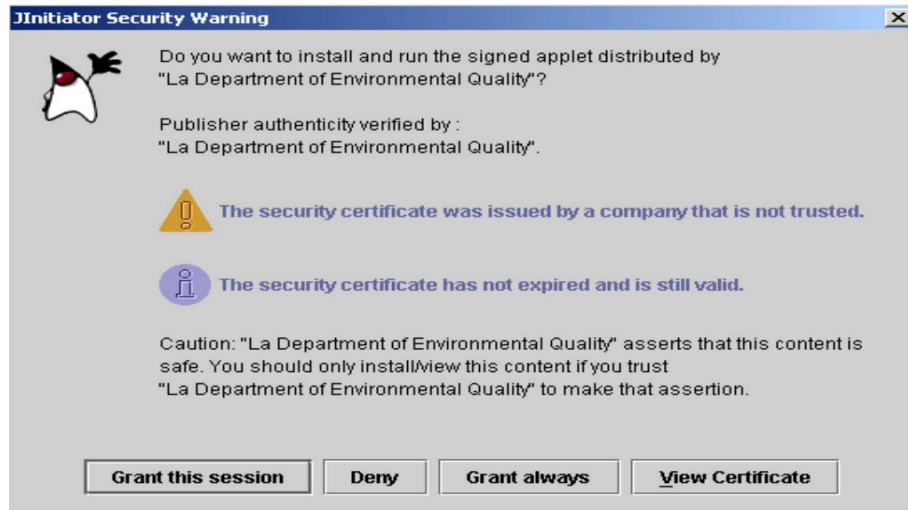 JInitiator Security Warning
Do you want to install and run the signed applet distributed by
"La Department of Environmental Quality"?
Publisher authenticity verified by :
"La Department of Environmental Quality".
The security certificate was issued by a company that is not trusted.
The security certificate has not expired and is still valid.
Caution: "La Department of Environmental Quality" asserts that this content is
safe. You should only install/view this content if you trust
"La Department of Environmental Quality" to make that assertion.
Grant this session Deny Grant always View Certificate